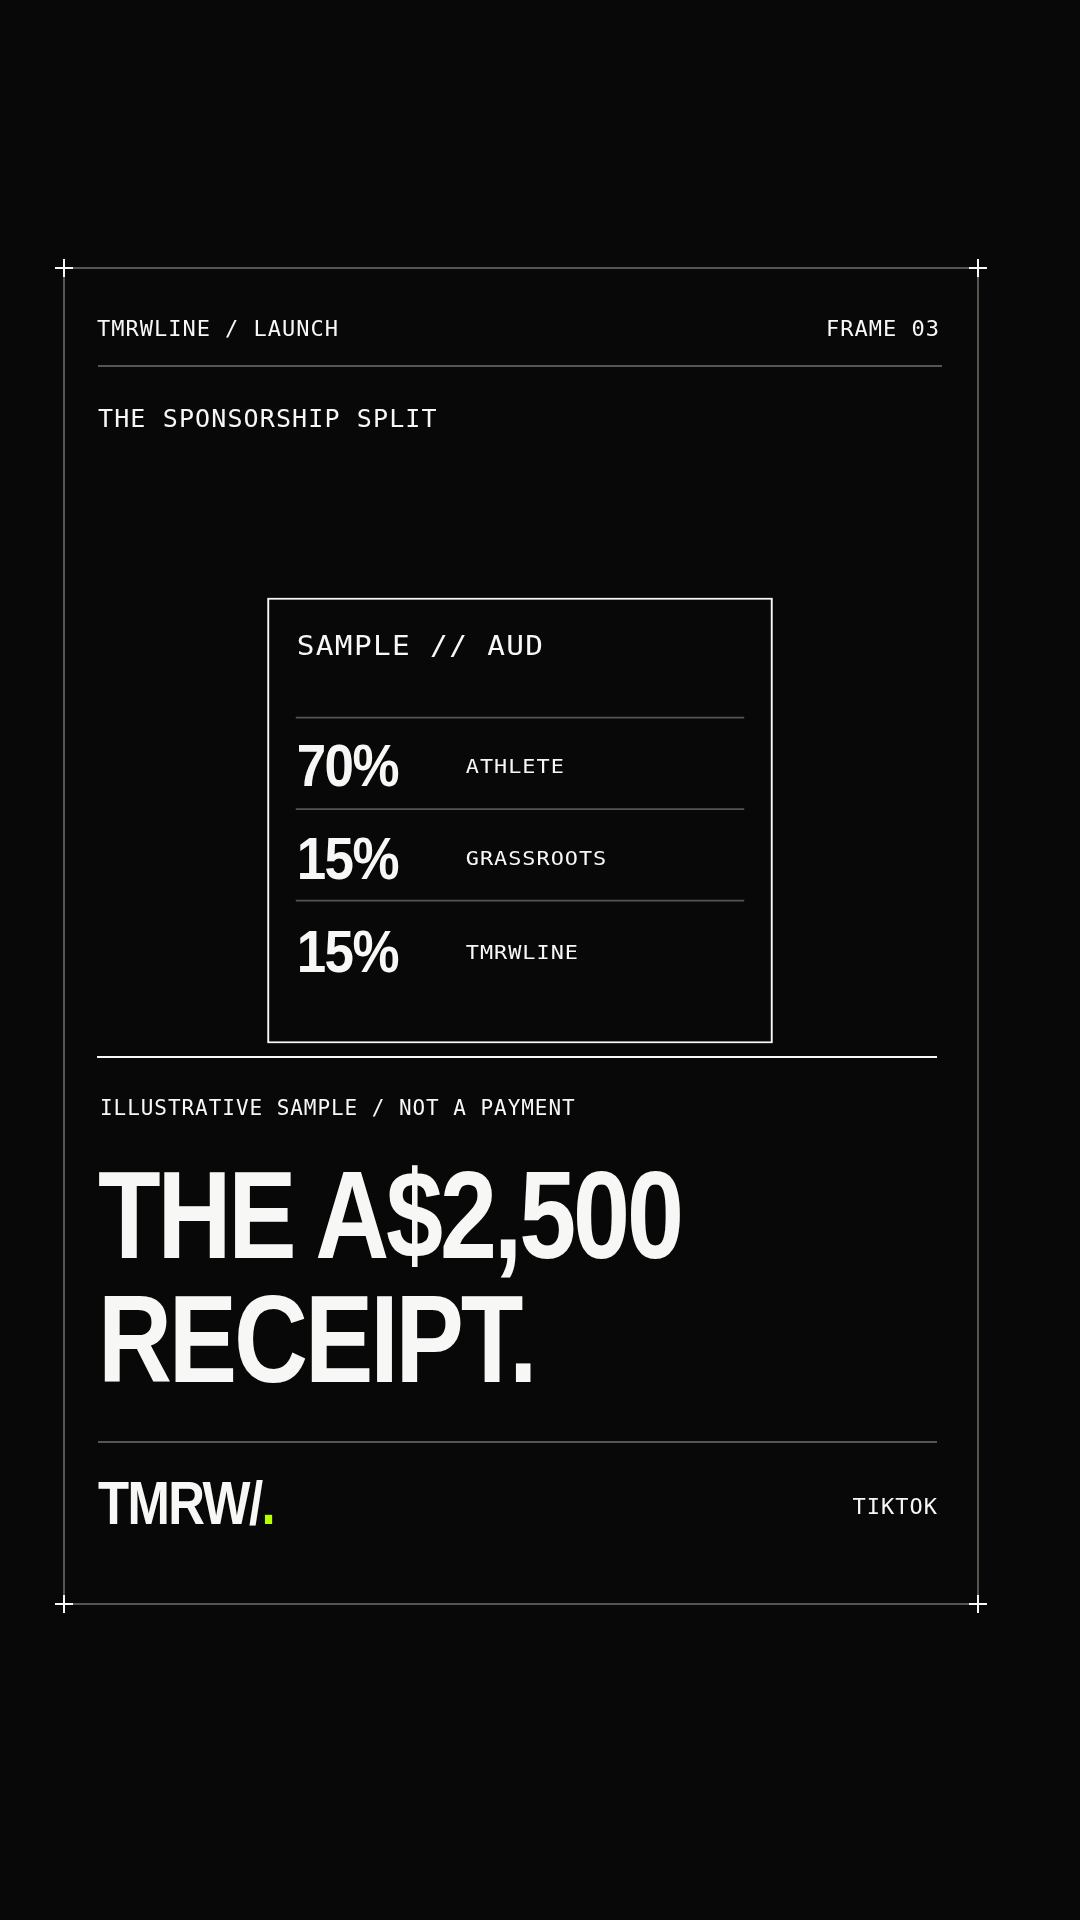 TMRWLINE / LAUNCH
FRAME 03
THE SPONSORSHIP SPLIT
SAMPLE // AUD
70% ATHLETE
15% GRASSROOTS
15% TMRWLINE
ILLUSTRATIVE SAMPLE / NOT A PAYMENT
THE A$2,500
RECEIPT.
TMRW/.
TIKTOK